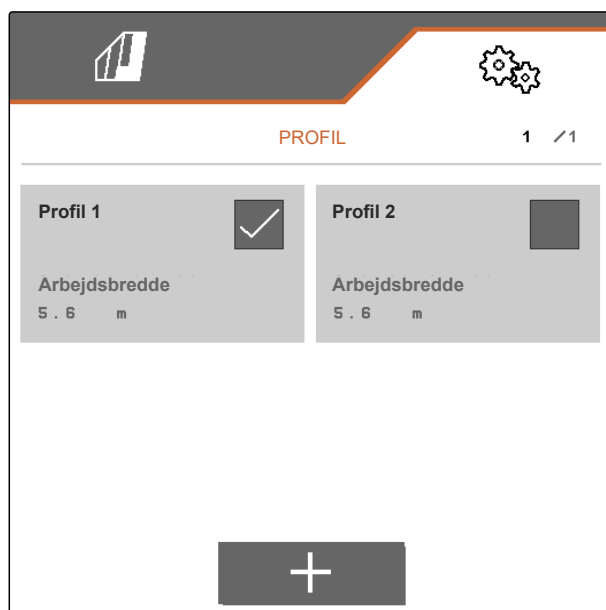 PROFIL 1 /1
Profil 1
Arbejdsbredde
5.6 m
Profil 2
Arbejdsbredde
5.6 m